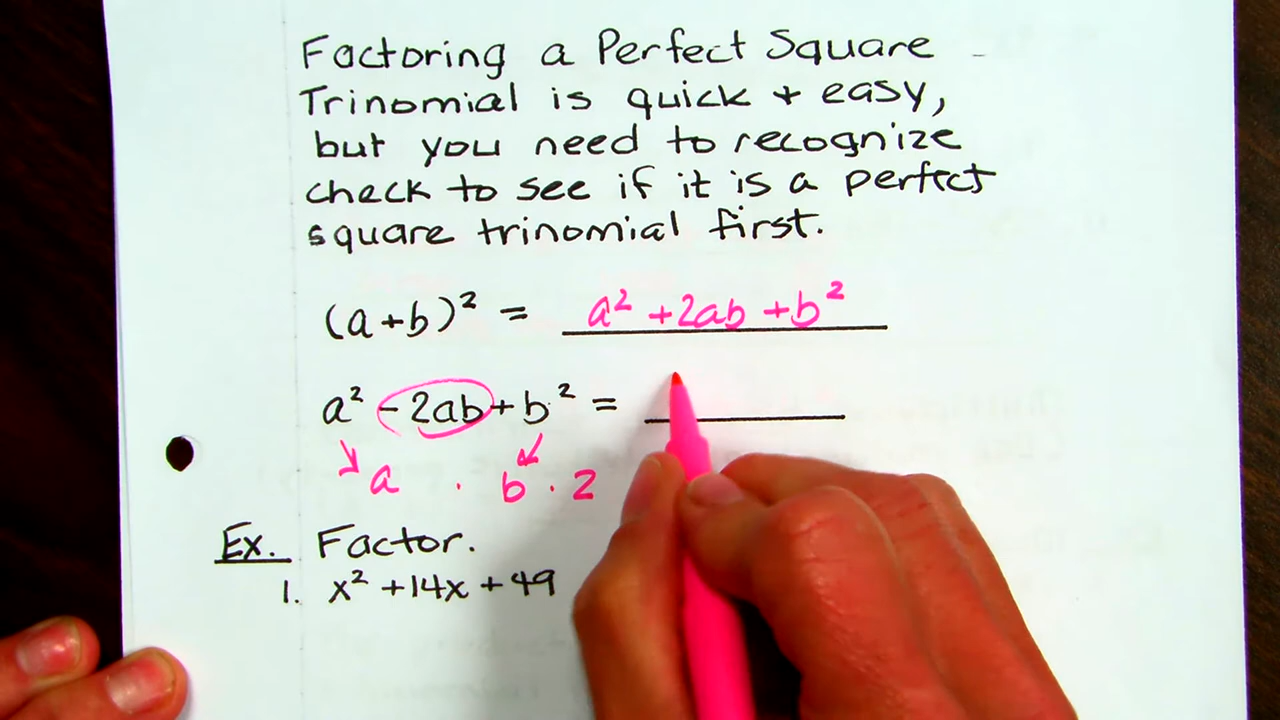 Factoring a Perfect Square
Trinomial is quick + easy,
but you need to recognize
check to see if it is a perfect
square trinomial first.
(a+b)² = a² +2ab +b²
a² - 2ab + b² =
a · b · 2
Ex. Factor.
1. x² +14x + 49